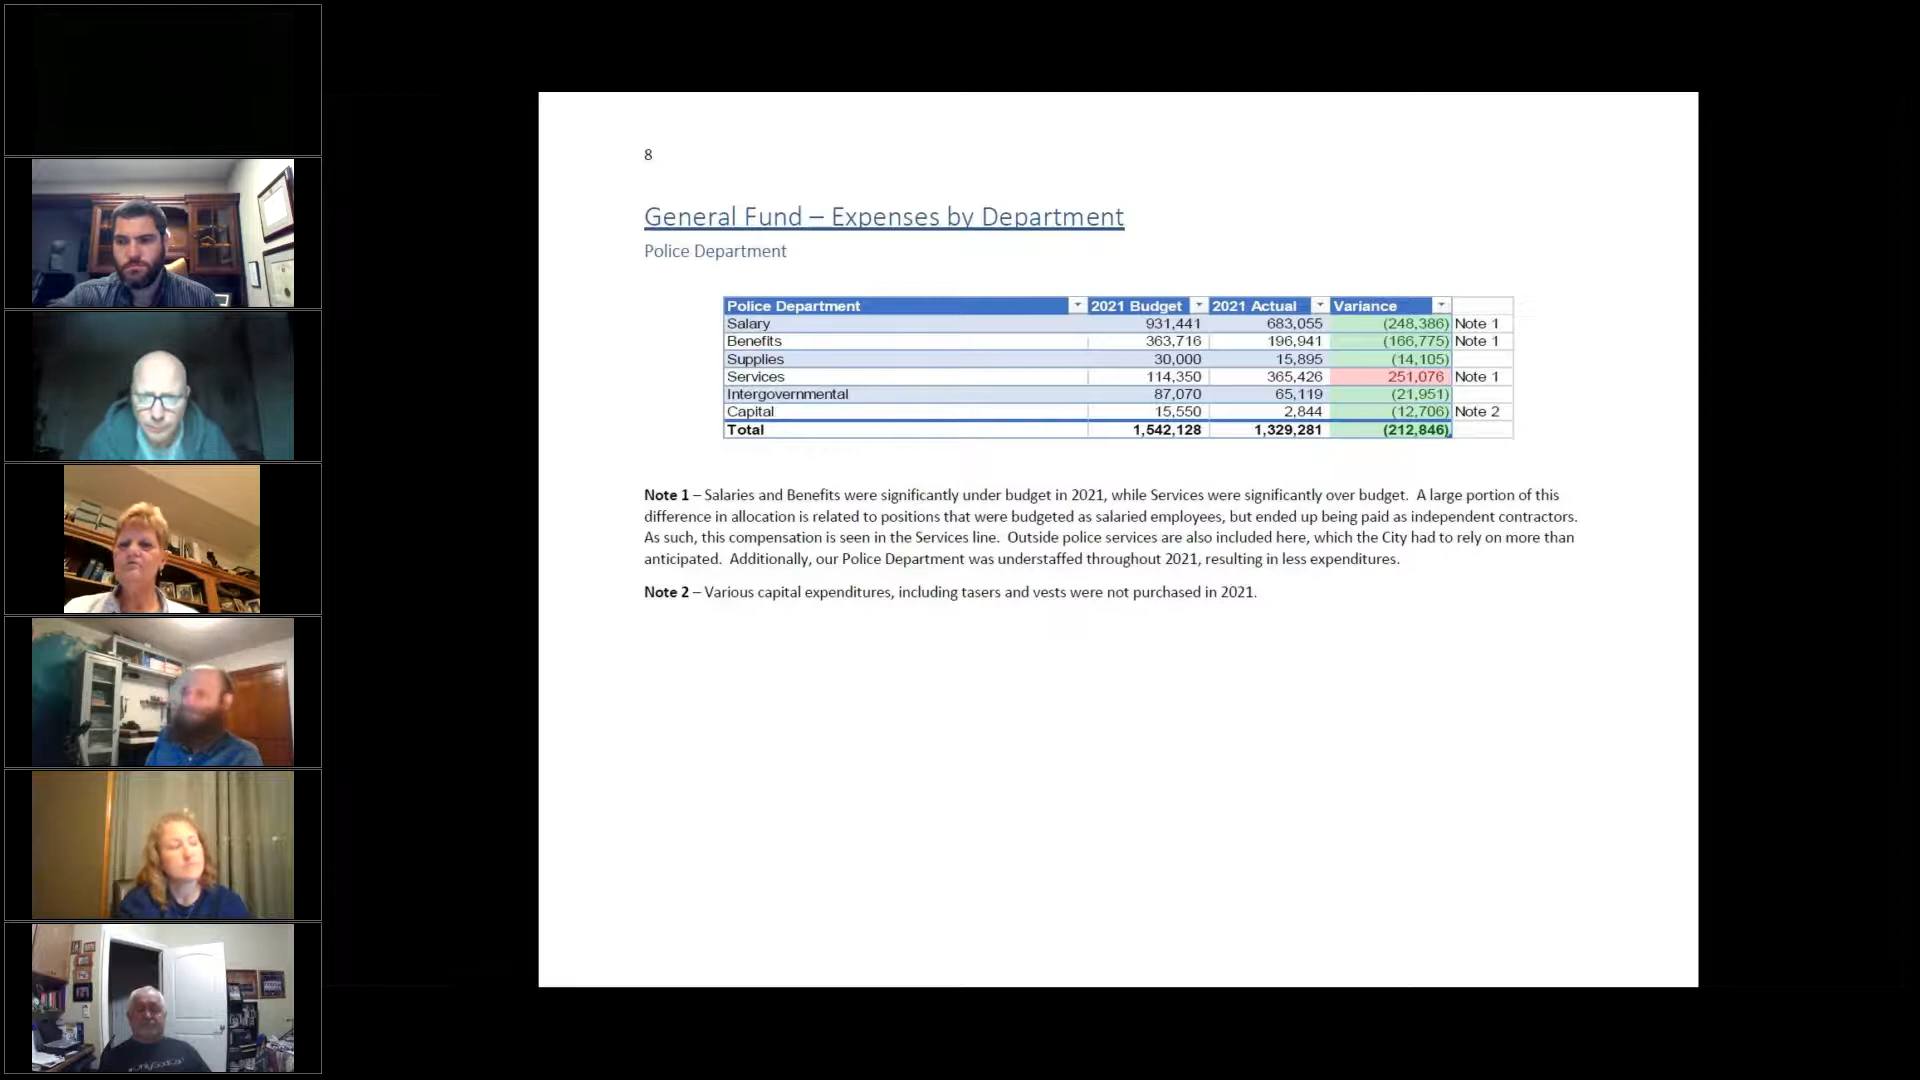 8
General Fund – Expenses by Department
Police Department
Police Department 2021 Budget 2021 Actual Variance
Salary 931,441 683,055 (248,386) Note 1
Benefits 363,716 196,941 (166,775) Note 1
Supplies 30,000 15,895 (14,105)
Services 114,350 365,426 251,076 Note 1
Intergovernmental 87,070 65,119 (21,951)
Capital 15,550 2,844 (12,706) Note 2
Total 1,542,128 1,329,281 (212,846)
Note 1 – Salaries and Benefits were significantly under budget in 2021, while Services were significantly over budget. A large portion of this
difference in allocation is related to positions that were budgeted as salaried employees, but ended up being paid as independent contractors.
As such, this compensation is seen in the Services line. Outside police services are also included here, which the City had to rely on more than
anticipated. Additionally, our Police Department was understaffed throughout 2021, resulting in less expenditures.
Note 2 – Various capital expenditures, including tasers and vests were not purchased in 2021.